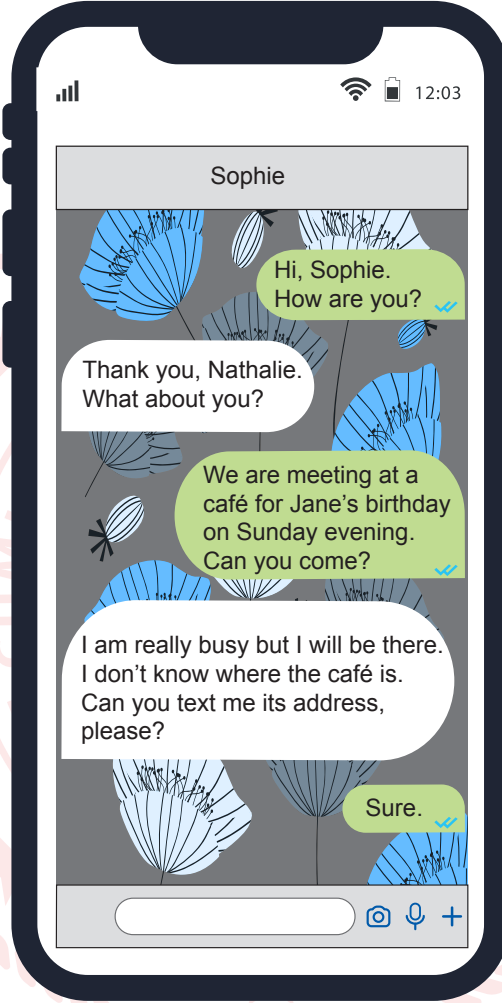 12:03
Sophie
Hi, Sophie.
How are you?
Thank you, Nathalie.
What about you?
We are meeting at a
café for Jane’s birthday
on Sunday evening.
Can you come?
I am really busy but I will be there.
I don’t know where the café is.
Can you text me its address,
please?
Sure.